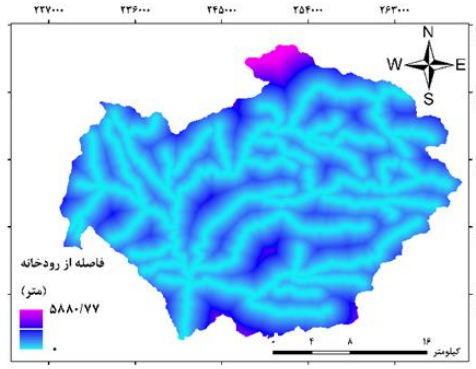 ۲۲۷۰۰۰ ۲۳۶۰۰۰ ۲۴۵۰۰۰ ۲۵۴۰۰۰ ۲۶۳۰۰۰
N
W E
S
فاصله از رودخانه
(متر)
۵۸۸۰/۷۷
۰
۰ ۴ ۸ ۱۶
کیلومتر